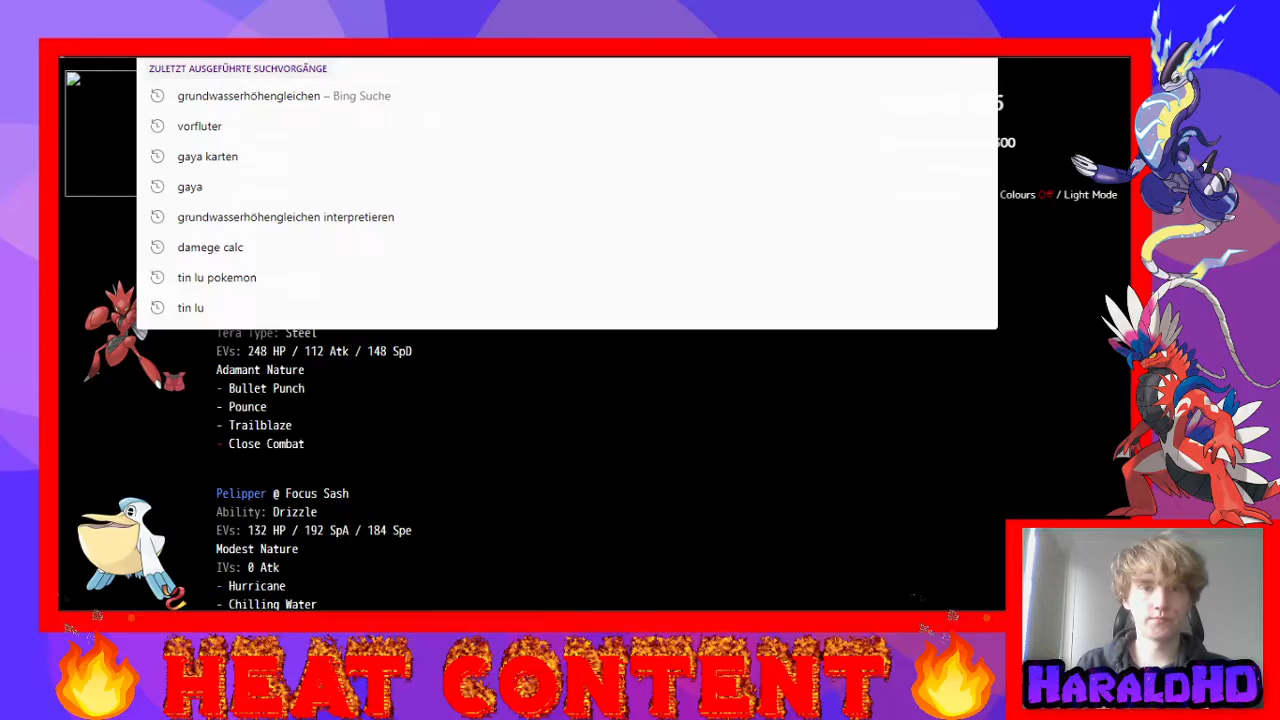 ZULETZT AUSGEFÜHRTE SUCHVORGÄNGE
grundwasserhöhengleichen – Bing Suche
vorfluter
gaya karten
gaya
grundwasserhöhengleichen interpretieren
damege calc
tin lu pokemon
tin lu
5
500
Colours Off / Light Mode
Tera Type: Steel
EVs: 248 HP / 112 Atk / 148 SpD
Adamant Nature
- Bullet Punch
- Pounce
- Trailblaze
- Close Combat
Pelipper @ Focus Sash
Ability: Drizzle
EVs: 132 HP / 192 SpA / 184 Spe
Modest Nature
IVs: 0 Atk
- Hurricane
- Chilling Water
HEAT CONTENT
HARALDHD